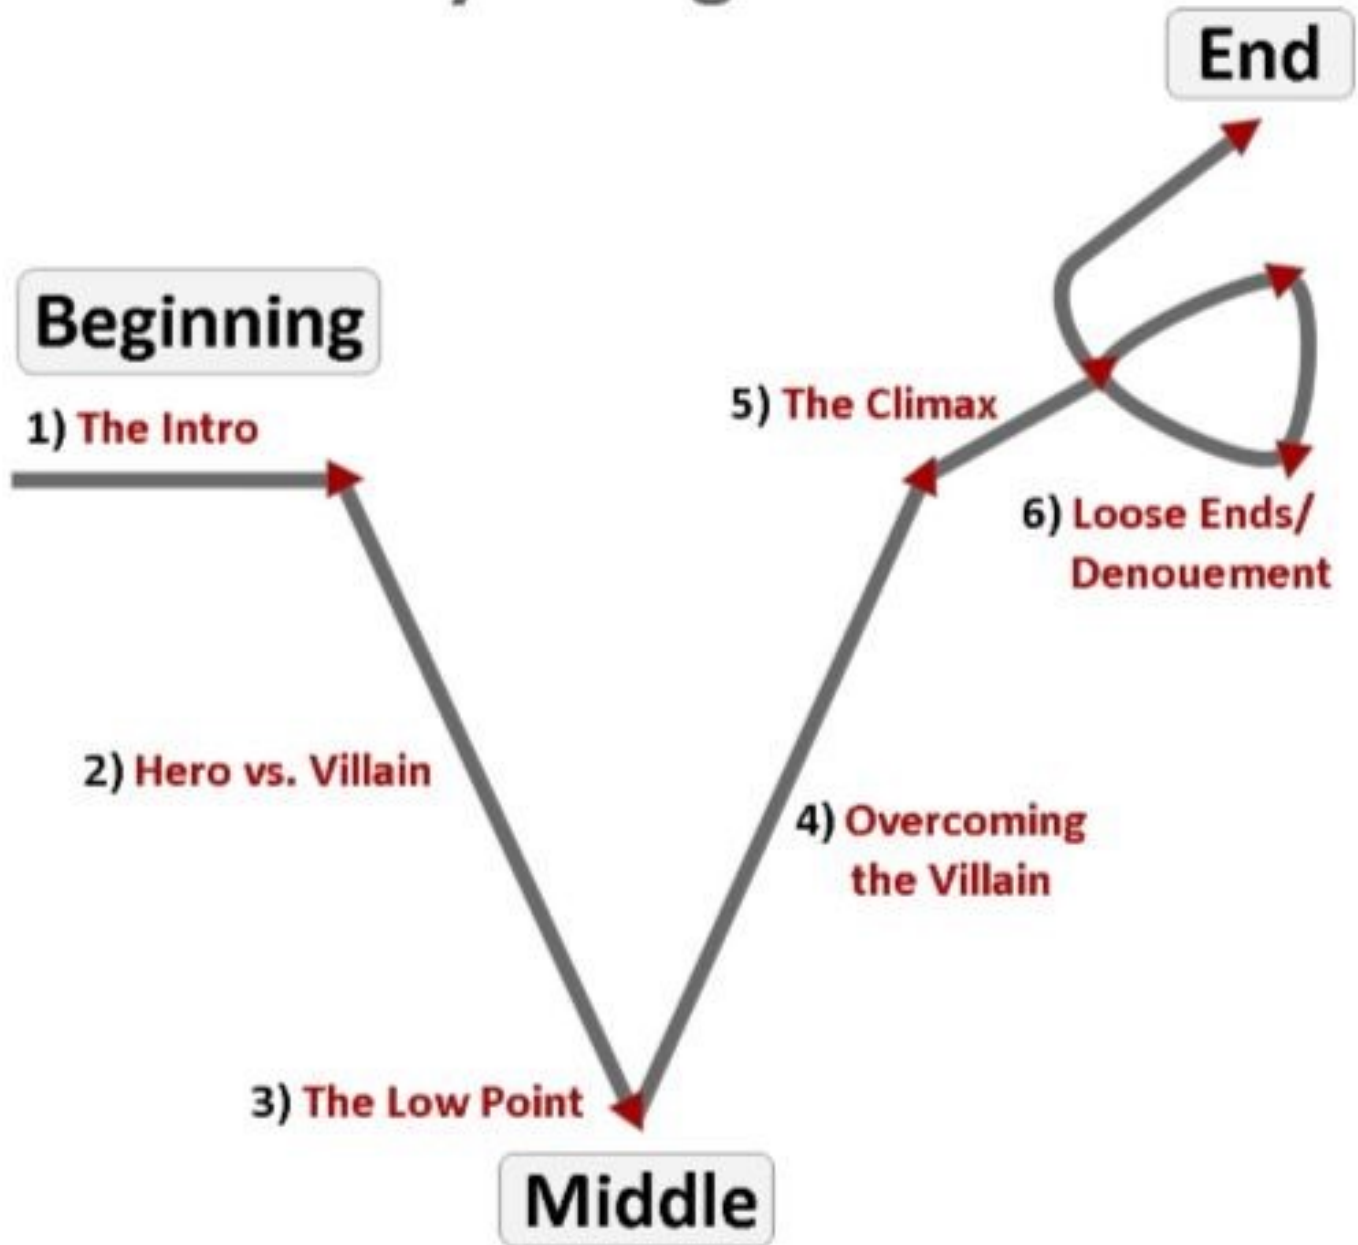 End
Beginning
1) The Intro
5) The Climax
6) Loose Ends/
Denouement
2) Hero vs. Villain
4) Overcoming
the Villain
3) The Low Point
Middle